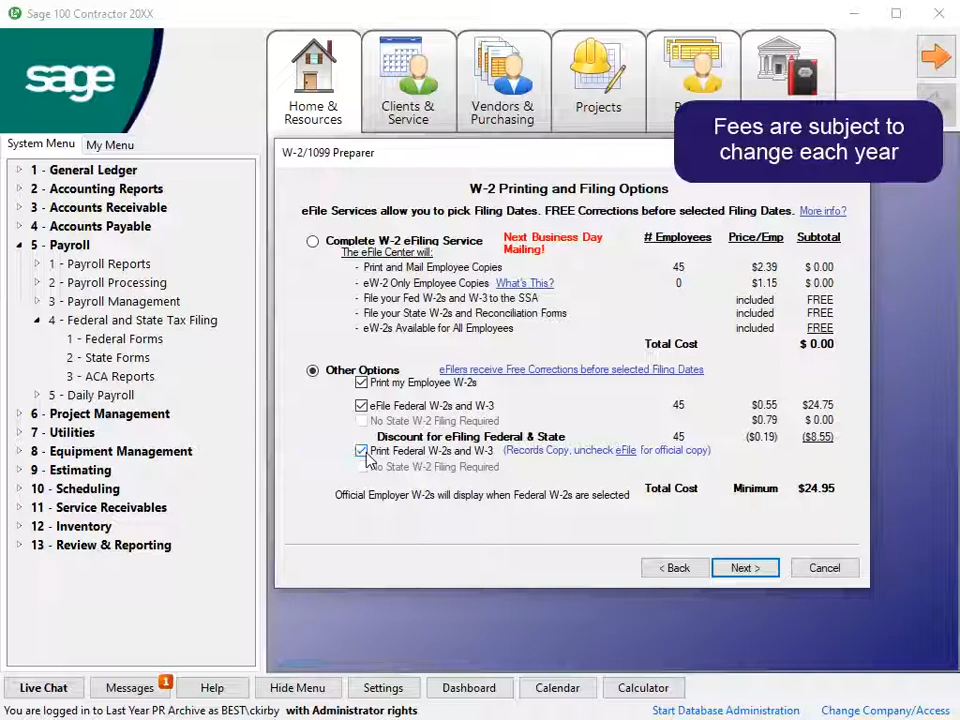 Sage 100 Contractor 20XX
sage
Home & Resources
Clients & Service
Vendors & Purchasing
Projects
Fees are subject to
change each year
System Menu
My Menu
1 - General Ledger
2 - Accounting Reports
3 - Accounts Receivable
4 - Accounts Payable
5 - Payroll
1 - Payroll Reports
2 - Payroll Processing
3 - Payroll Management
4 - Federal and State Tax Filing
1 - Federal Forms
2 - State Forms
3 - ACA Reports
5 - Daily Payroll
6 - Project Management
7 - Utilities
8 - Equipment Management
9 - Estimating
10 - Scheduling
11 - Service Receivables
12 - Inventory
13 - Review & Reporting
W-2/1099 Preparer
W-2 Printing and Filing Options
eFile Services allow you to pick Filing Dates. FREE Corrections before selected Filing Dates. More info?
Complete W-2 eFiling Service Next Business Day Mailing! # Employees Price/Emp Subtotal
The eFile Center will:
- Print and Mail Employee Copies 45 $2.39 $ 0.00
- eW-2 Only Employee Copies What's This? 0 $1.15 $ 0.00
- File your Fed W-2s and W-3 to the SSA included FREE
- File your State W-2s and Reconciliation Forms included FREE
- eW-2s Available for All Employees included FREE
Total Cost $ 0.00
Other Options eFilers receive Free Corrections before selected Filing Dates
Print my Employee W-2s
eFile Federal W-2s and W-3 45 $0.55 $24.75
No State W-2 Filing Required $0.79 $ 0.00
Discount for eFiling Federal & State 45 ($0.19) ($8.55)
Print Federal W-2s and W-3 (Records Copy, uncheck eFile for official copy)
No State W-2 Filing Required
Official Employer W-2s will display when Federal W-2s are selected Total Cost Minimum $24.95
< Back
Next >
Cancel
Live Chat
Messages
1
Help
Hide Menu
Settings
Dashboard
Calendar
Calculator
You are logged in to Last Year PR Archive as BEST\ckirby with Administrator rights
Start Database Administration
Change Company/Access